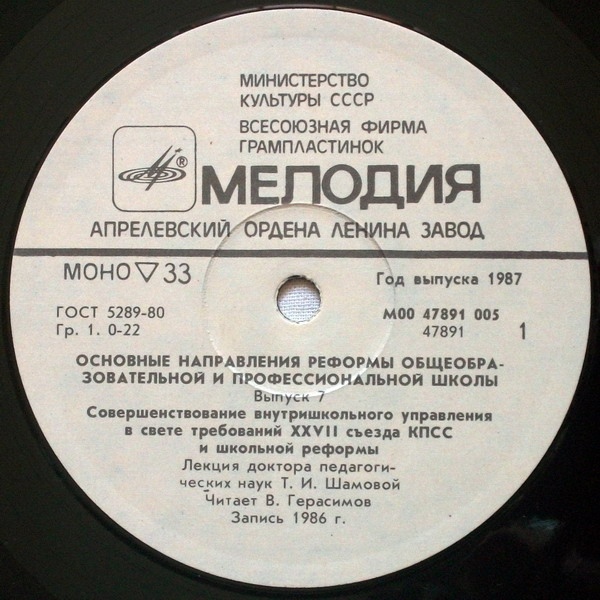 МИНИСТЕРСТВО
КУЛЬТУРЫ СССР
ВСЕСОЮЗНАЯ ФИРМА
ГРАМПЛАСТИНОК
®
МЕЛОДИЯ
АПРЕЛЕВСКИЙ ОРДЕНА ЛЕНИНА ЗАВОД
МОНО ▽ 33
Год выпуска 1987
ГОСТ 5289-80
М00 47891 005
Гр. 1. 0-22
47891 1
ОСНОВНЫЕ НАПРАВЛЕНИЯ РЕФОРМЫ ОБЩЕОБРА-
ЗОВАТЕЛЬНОЙ И ПРОФЕССИОНАЛЬНОЙ ШКОЛЫ
Выпуск 7
Совершенствование внутришкольного управления
в свете требований XXVII съезда КПСС
и школьной реформы
Лекция доктора педагоги-
ческих наук Т. И. Шамовой
Читает В. Герасимов
Запись 1986 г.